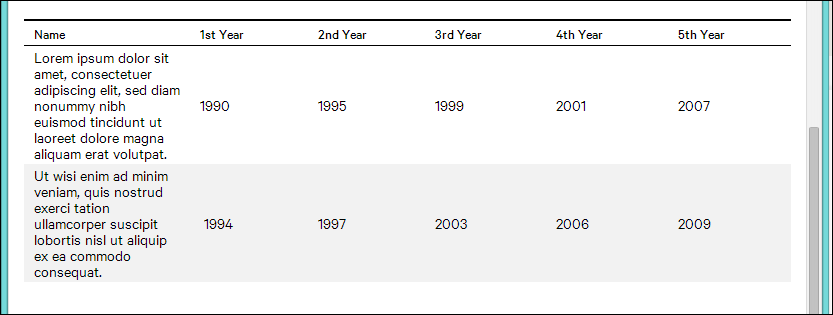 Name 1st Year 2nd Year 3rd Year 4th Year 5th Year
Lorem ipsum dolor sit
amet, consectetuer
adipiscing elit, sed diam
nonummy nibh 1990 1995 1999 2001 2007
euismod tincidunt ut
laoreet dolore magna
aliquam erat volutpat.
Ut wisi enim ad minim
veniam, quis nostrud
exerci tation
ullamcorper suscipit 1994 1997 2003 2006 2009
lobortis nisl ut aliquip
ex ea commodo
consequat.